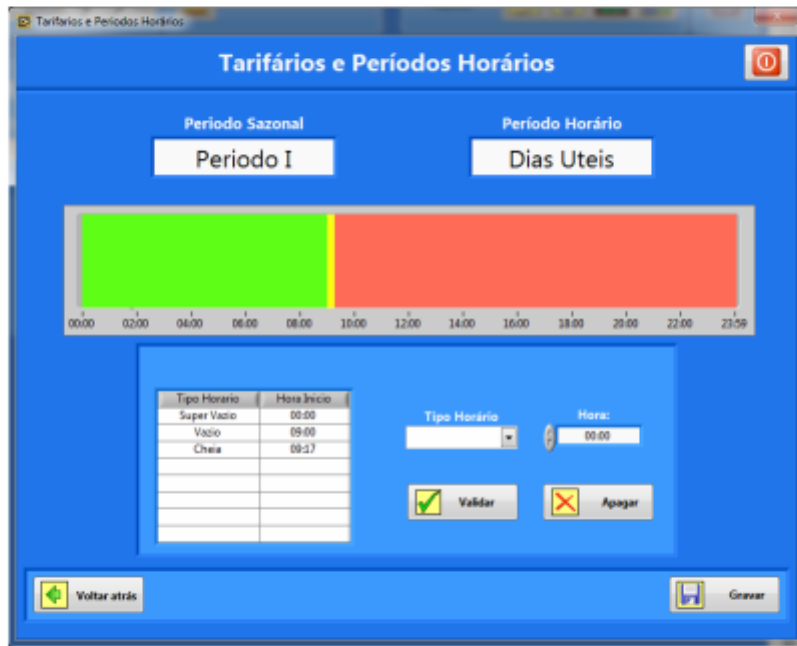 Tarifarios e Periodos Horários
Tarifários e Períodos Horários
Periodo Sazonal
Período Horário
Periodo I
Dias Uteis
00:00 02:00 04:00 06:00 08:00 10:00 12:00 14:00 16:00 18:00 20:00 22:00 23:59
Tipo Horario Hora Inicio
Super Vazio 00:00
Vazio 09:00
Cheia 09:17
Tipo Horário Hora:
00:00
Validar Apagar
Voltar atrás Gravar